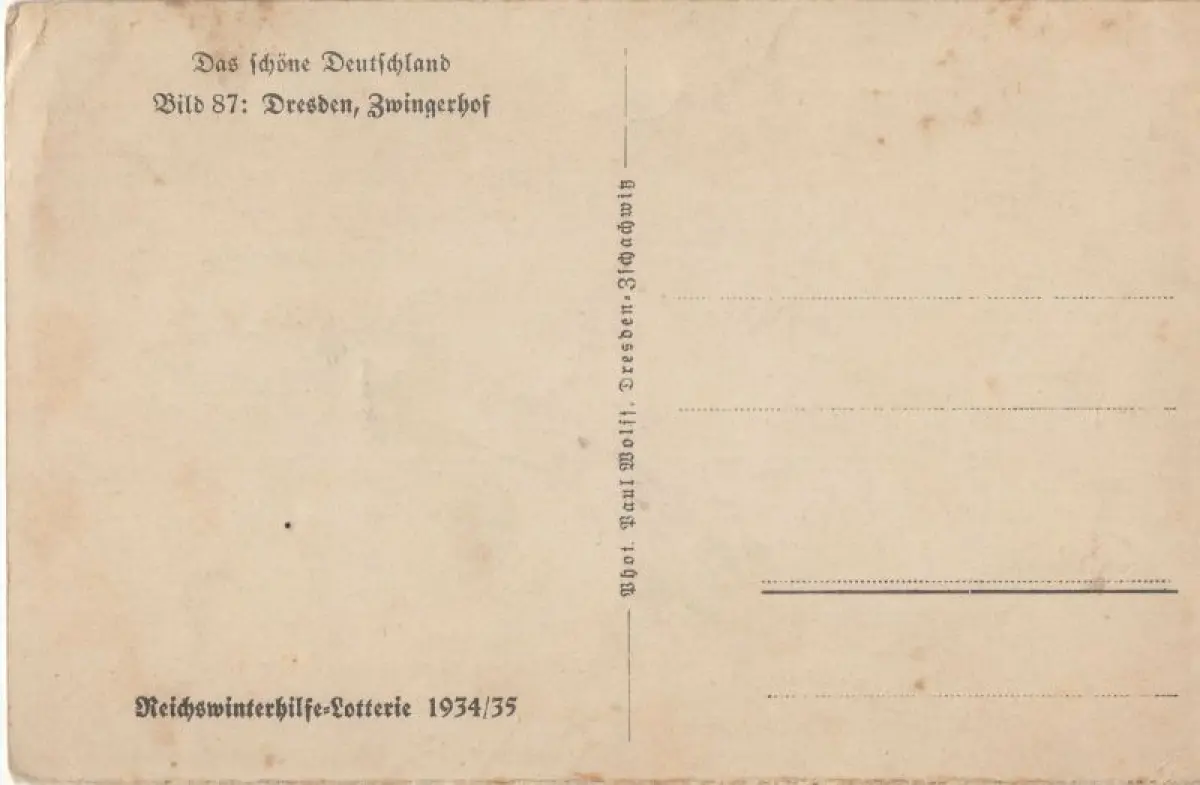 Das schöne Deutschland
Bild 87: Dresden, Zwingerhof
Phot. Paul Wolff. Dresden-Zschachwitz
Reichswinterhilfe-Lotterie 1934/35